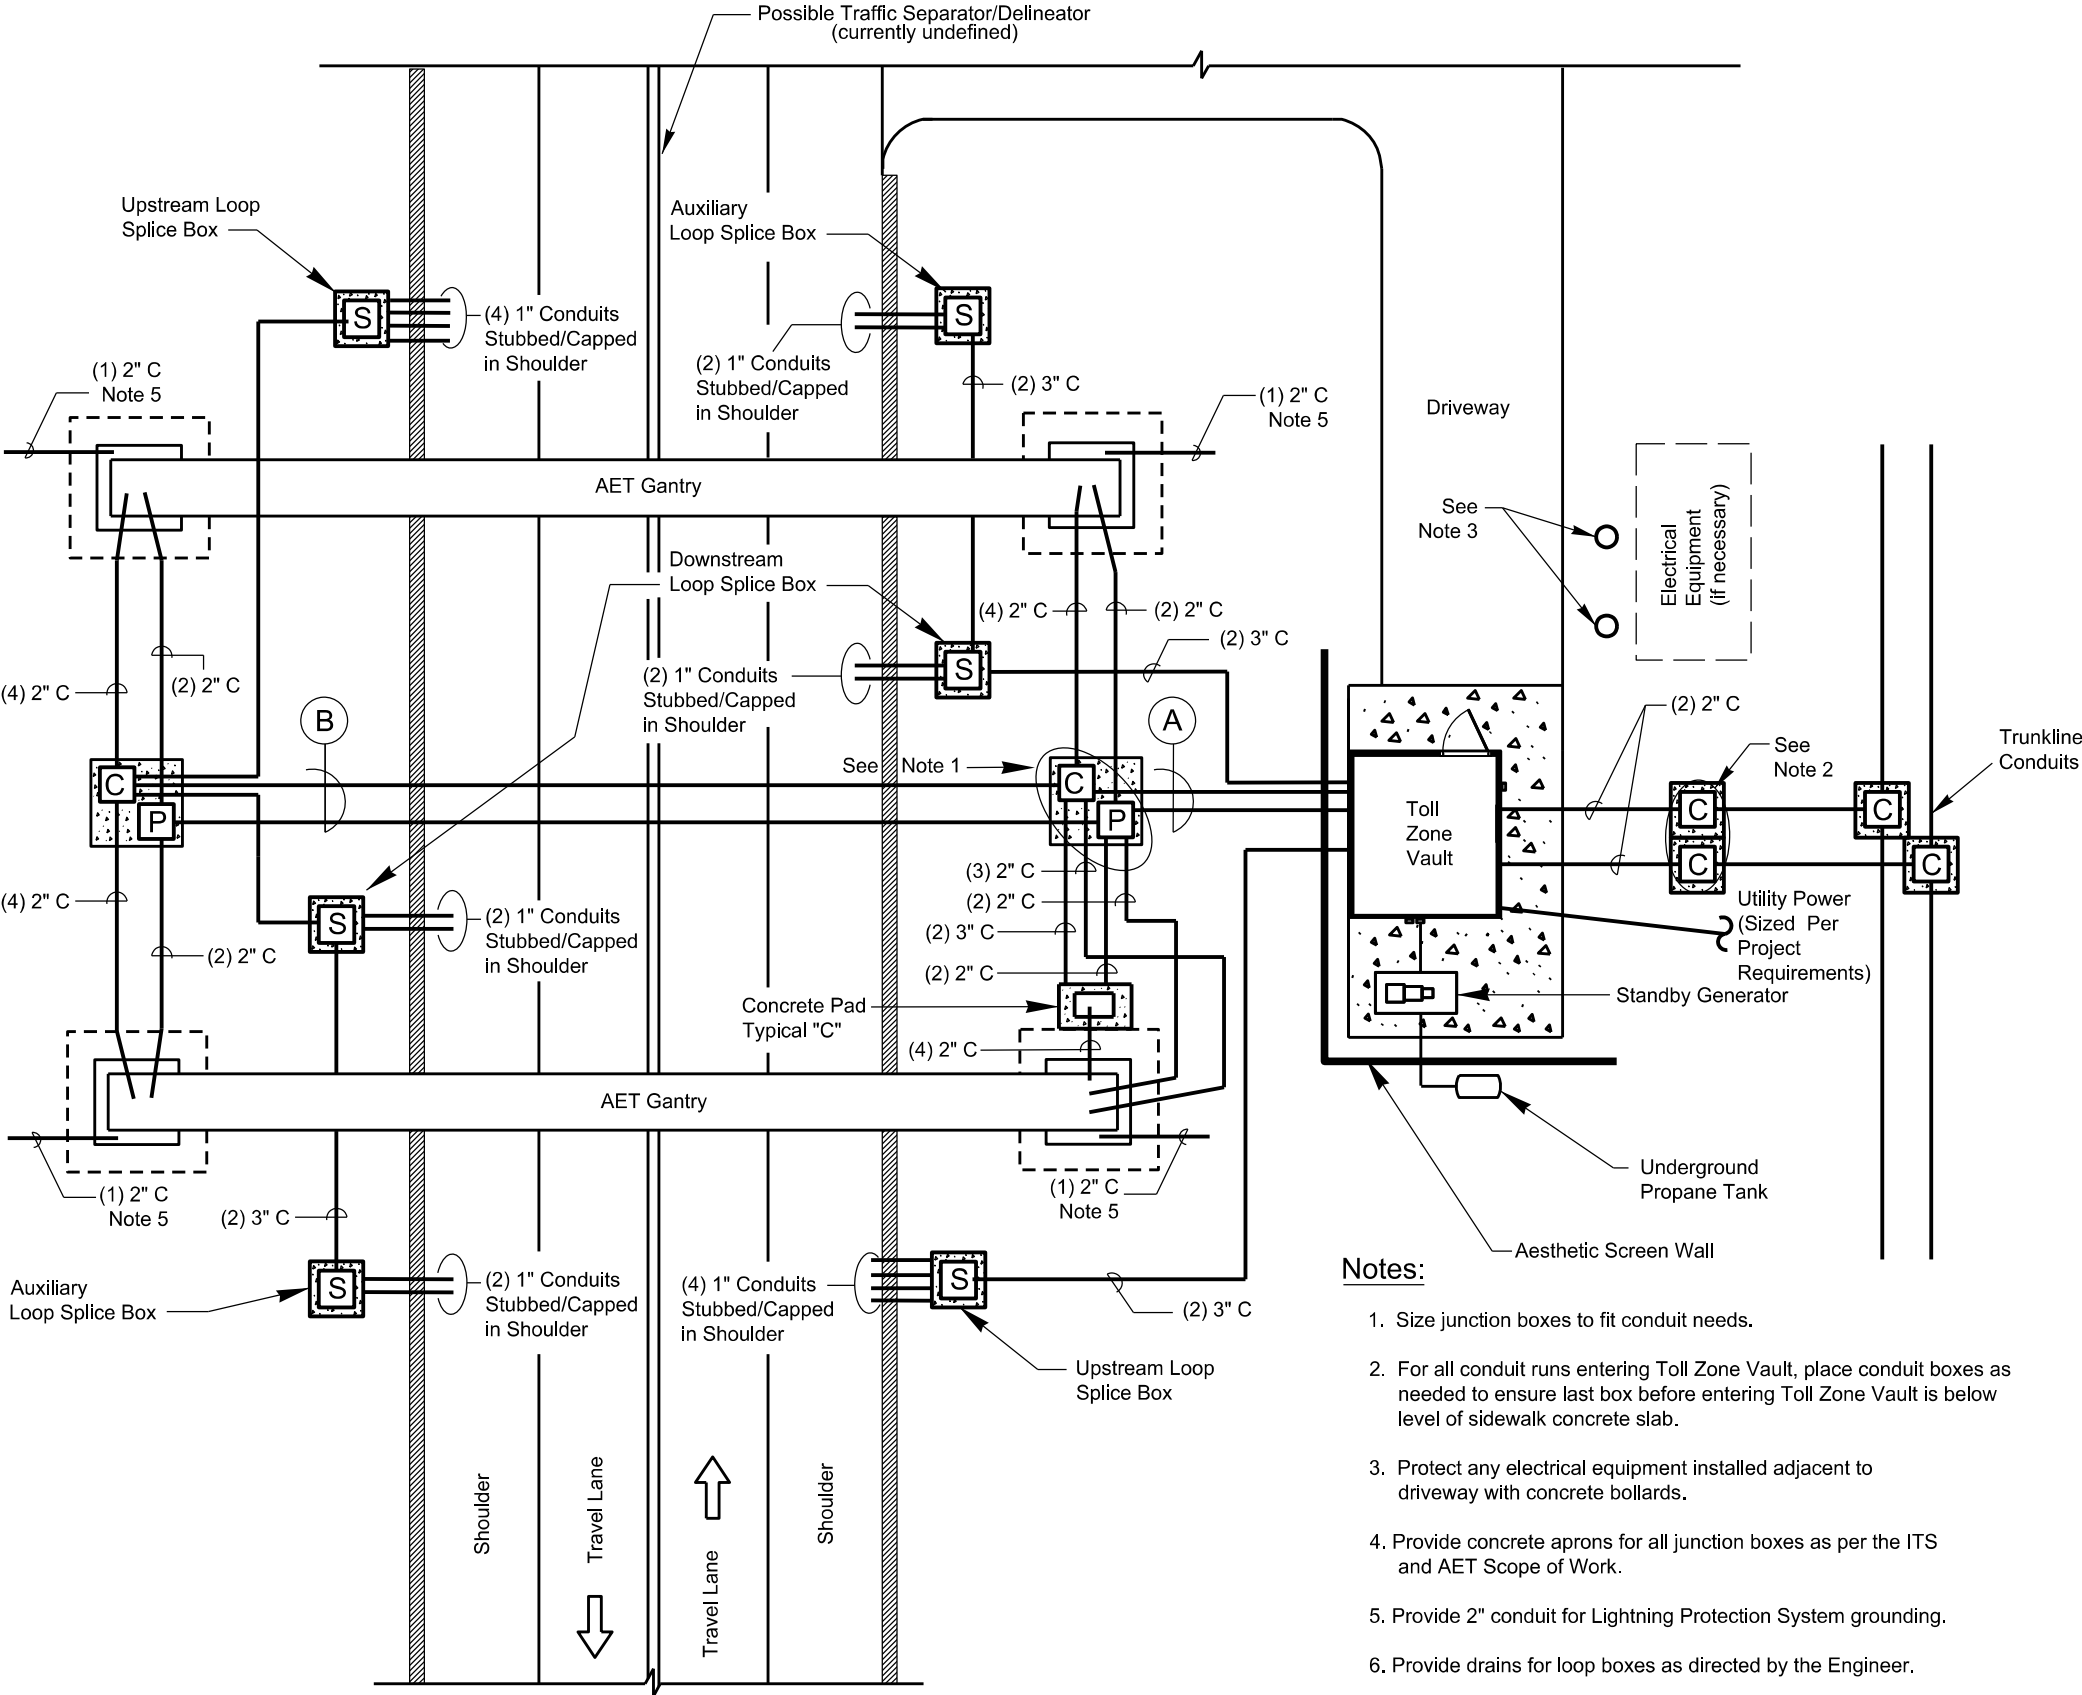 Possible Traffic Separator/Delineator
(currently undefined)
Upstream Loop
Splice Box
Auxiliary
Loop Splice Box
S
S
(4) 1" Conduits
Stubbed/Capped
in Shoulder
(2) 1" Conduits
Stubbed/Capped
in Shoulder
(2) 3" C
(1) 2" C
Note 5
(1) 2" C
Note 5
Driveway
AET Gantry
See
Note 3
Electrical
Equipment
(if necessary)
Downstream
Loop Splice Box
(4) 2" C
(2) 2" C
(2) 3" C
S
(2) 1" Conduits
Stubbed/Capped
in Shoulder
(4) 2" C
(2) 2" C
B
A
(2) 2" C
See Note 1
See
Note 2
Trunkline
Conduits
C
P
C
P
Toll
Zone
Vault
C
C
C
C
(3) 2" C
(2) 2" C
(2) 3" C
(2) 2" C
(4) 2" C
(2) 2" C
S
(2) 1" Conduits
Stubbed/Capped
in Shoulder
Utility Power
(Sized Per
Project
Requirements)
Standby Generator
Concrete Pad
Typical "C"
(4) 2" C
AET Gantry
(1) 2" C
Note 5
(2) 3" C
(1) 2" C
Note 5
Underground
Propane Tank
Aesthetic Screen Wall
Auxiliary
Loop Splice Box
S
(2) 1" Conduits
Stubbed/Capped
in Shoulder
(4) 1" Conduits
Stubbed/Capped
in Shoulder
S
(2) 3" C
Upstream Loop
Splice Box
Shoulder
Travel Lane
Travel Lane
Shoulder
Notes:
1. Size junction boxes to fit conduit needs.
2. For all conduit runs entering Toll Zone Vault, place conduit boxes as
needed to ensure last box before entering Toll Zone Vault is below
level of sidewalk concrete slab.
3. Protect any electrical equipment installed adjacent to
driveway with concrete bollards.
4. Provide concrete aprons for all junction boxes as per the ITS
and AET Scope of Work.
5. Provide 2" conduit for Lightning Protection System grounding.
6. Provide drains for loop boxes as directed by the Engineer.